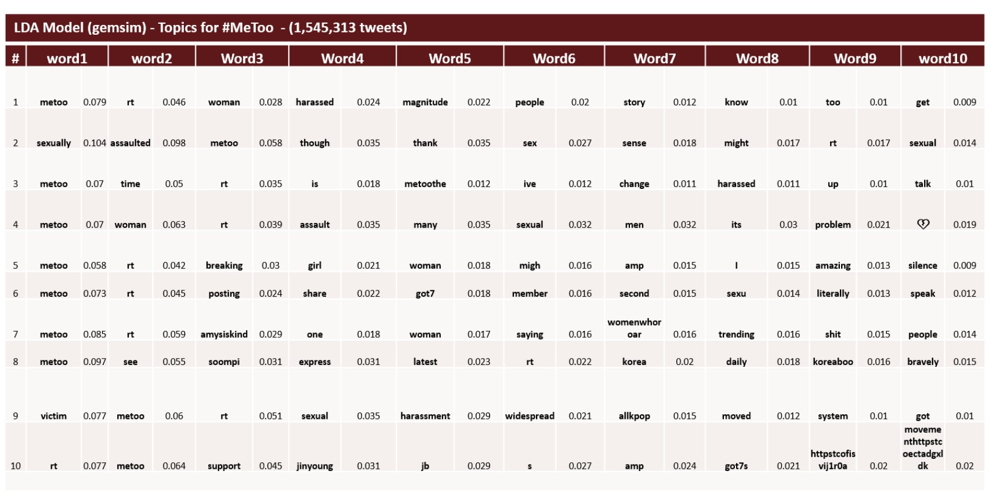 LDA Model (gemsim) - Topics for #MeToo - (1,545,313 tweets)
# word1 word2 Word3 Word4 Word5 Word6 Word7 Word8 Word9 word10
1 metoo 0.079 rt 0.046 woman 0.028 harassed 0.024 magnitude 0.022 people 0.02 story 0.012 know 0.01 too 0.01 get 0.009
2 sexually 0.104 assaulted 0.098 metoo 0.058 though 0.035 thank 0.035 sex 0.027 sense 0.018 might 0.017 rt 0.017 sexual 0.014
3 metoo 0.07 time 0.05 rt 0.035 is 0.018 metoothe 0.012 ive 0.012 change 0.011 harassed 0.011 up 0.01 talk 0.01
4 metoo 0.07 woman 0.063 rt 0.039 assault 0.035 many 0.035 sexual 0.032 men 0.032 its 0.03 problem 0.021 💔 0.019
5 metoo 0.058 rt 0.042 breaking 0.03 girl 0.021 woman 0.018 migh 0.016 amp 0.015 I 0.015 amazing 0.013 silence 0.009
6 metoo 0.073 rt 0.045 posting 0.024 share 0.022 got7 0.018 member 0.016 second 0.015 sexu 0.014 literally 0.013 speak 0.012
womenwhor
7 metoo 0.085 rt 0.059 amysiskind 0.029 one 0.018 woman 0.017 saying 0.016 oar 0.016 trending 0.016 shit 0.015 people 0.014
8 metoo 0.097 see 0.055 soompi 0.031 express 0.031 latest 0.023 rt 0.022 korea 0.02 daily 0.018 koreaboo 0.016 bravely 0.015
9 victim 0.077 metoo 0.06 rt 0.051 sexual 0.035 harassment 0.029 widespread 0.021 allkpop 0.015 moved 0.012 system 0.01 got 0.01
moveme
nthttpstc
httpstcofis oectadgxl
10 rt 0.077 metoo 0.064 support 0.045 jinyoung 0.031 jb 0.029 s 0.027 amp 0.024 got7s 0.021 vij1r0a 0.02 dk 0.02